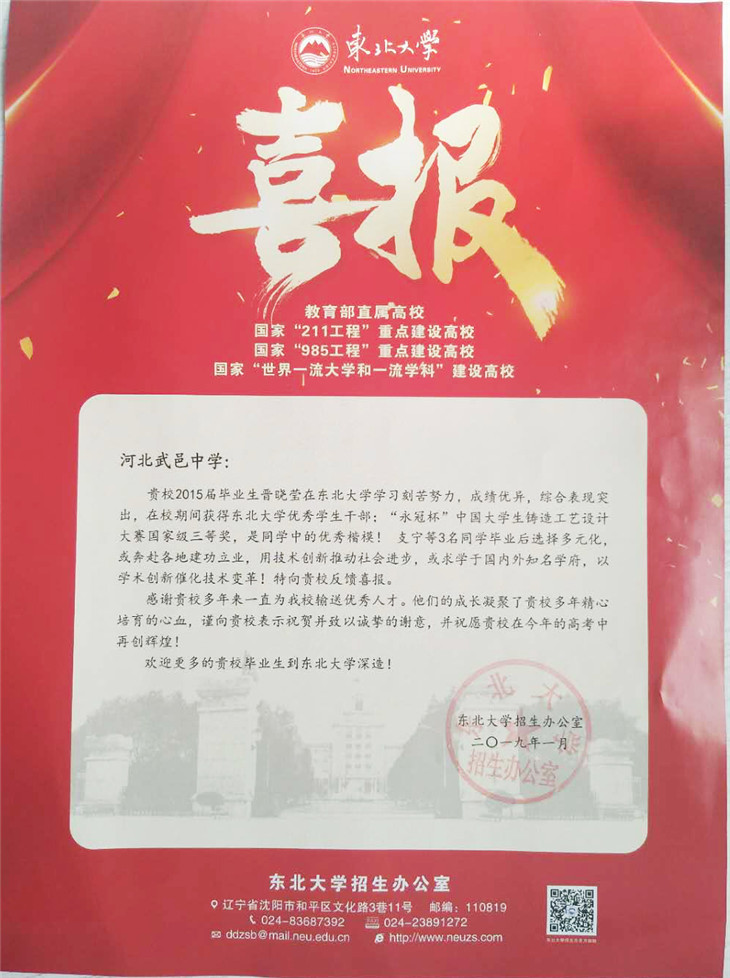 東北大学
NORTHEASTERN UNIVERSITY
喜报
教育部直属高校
国家“211工程”重点建设高校
国家“985工程”重点建设高校
国家“世界一流大学和一流学科”建设高校
河北武邑中学：
贵校2015届毕业生晋晓莹在东北大学学习刻苦努力，成绩优异，综合表现突
出，在校期间获得东北大学优秀学生干部；“永冠杯”中国大学生铸造工艺设计
大赛国家级三等奖，是同学中的优秀楷模！ 支宁等3名同学毕业后选择多元化，
或奔赴各地建功立业，用技术创新推动社会进步，或求学于国内外知名学府，以
学术创新催化技术变革！特向贵校反馈喜报。
感谢贵校多年来一直为我校输送优秀人才。他们的成长凝聚了贵校多年精心
培育的心血，谨向贵校表示祝贺并致以诚挚的谢意，并祝愿贵校在今年的高考中
再创辉煌！
欢迎更多的贵校毕业生到东北大学深造！
东北大学招生办公室
二〇一九年一月
东北大学
招生办公室
东北大学招生办公室
辽宁省沈阳市和平区文化路3巷11号 邮编：110819
024-83687392 024-23891272
ddzsb@mail.neu.edu.cn http://www.neuzs.com